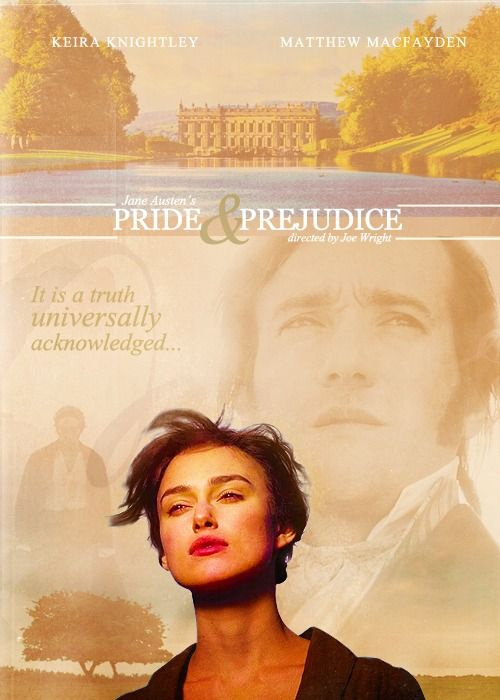 KEIRA KNIGHTLEY MATTHEW MACFAYDEN
Jane Austen's
PRIDE & PREJUDICE
directed by Joe Wright
It is a truth
universally
acknowledged...